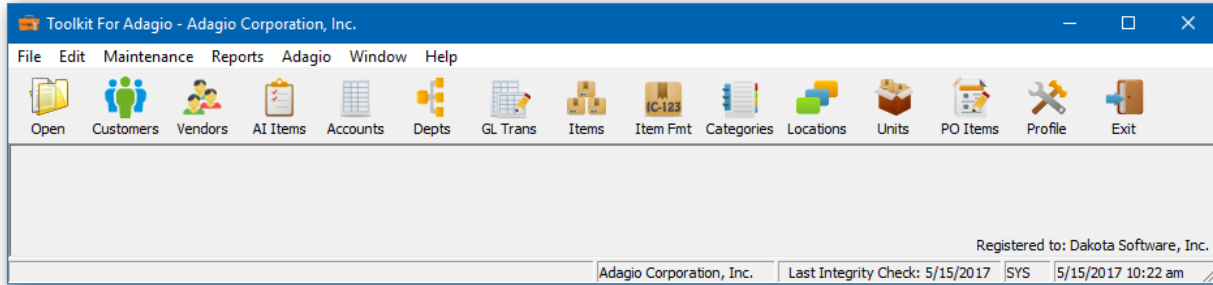 Toolkit For Adagio - Adagio Corporation, Inc.
File Edit Maintenance Reports Adagio Window Help
IC-123
Open Customers Vendors AI Items Accounts Depts GL Trans Items Item Fmt Categories Locations Units PO Items Profile Exit
Registered to: Dakota Software, Inc.
Adagio Corporation, Inc. Last Integrity Check: 5/15/2017 SYS 5/15/2017 10:22 am